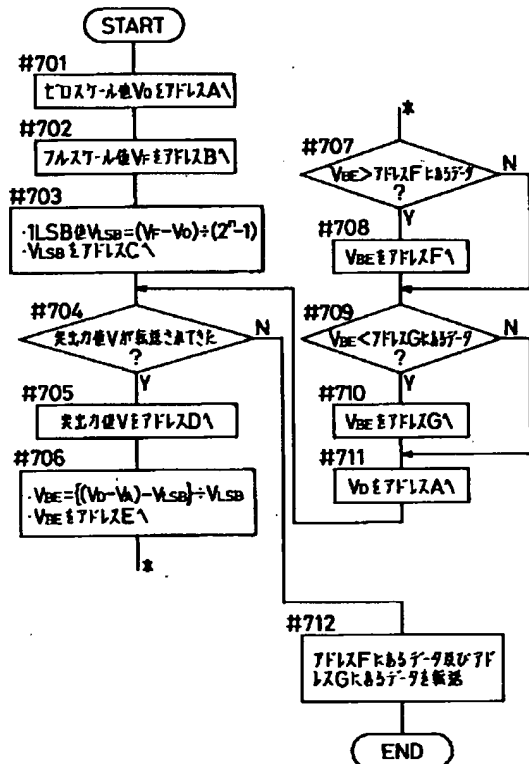 START
#701
ゼロスケール値V0をアドレスAへ
#702
フルスケール値VFをアドレスBへ
#703
・1LSB値VLSB=(VF-V0)÷(2ⁿ-1)
・VLSBをアドレスCへ
#704
実出力値Vが転送されてきた
?
N
Y
#705
実出力値VをアドレスDへ
#706
・VBE={(VD-VA)-VLSB}÷VLSB
・VBEをアドレスEへ
*
*
#707
VBE>アドレスFにあるデータ
?
N
Y
#708
VBEをアドレスFへ
#709
VBE<アドレスGにあるデータ
?
N
Y
#710
VBEをアドレスGへ
#711
VDをアドレスAへ
#712
アドレスFにあるデータ及びアド
レスGにあるデータを転送
END